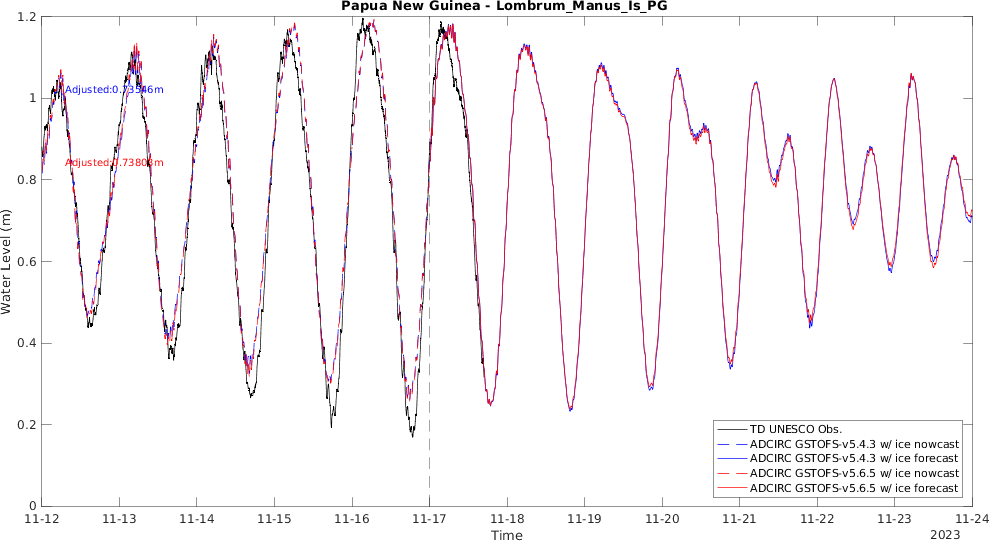 Papua New Guinea - Lombrum_Manus_Is_PG
1.2
1
0.8
0.6
0.4
0.2
0
Water Level (m)
Adjusted:0.73546m
Adjusted:0.73803m
TD UNESCO Obs.
ADCIRC GSTOFS-v5.4.3 w/ ice nowcast
ADCIRC GSTOFS-v5.4.3 w/ ice forecast
ADCIRC GSTOFS-v5.6.5 w/ ice nowcast
ADCIRC GSTOFS-v5.6.5 w/ ice forecast
11-12 11-13 11-14 11-15 11-16 11-17 11-18 11-19 11-20 11-21 11-22 11-23 11-24
Time
2023